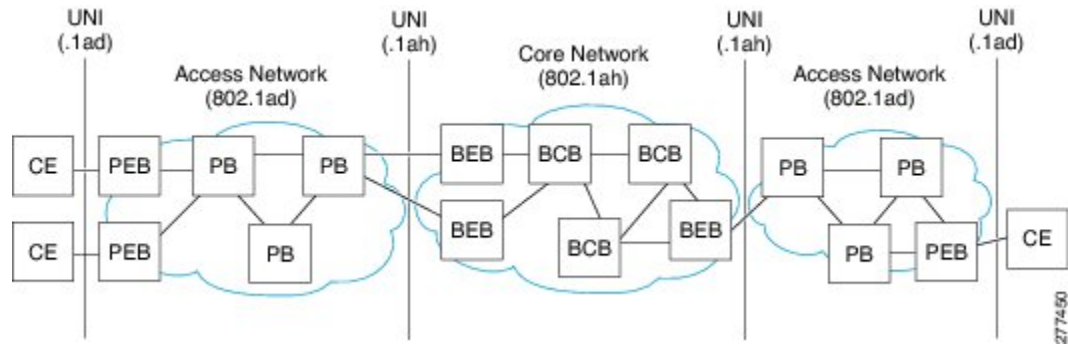 UNI
(.1ad)
UNI
(.1ah)
UNI
(.1ah)
UNI
(.1ad)
Access Network
(802.1ad)
Core Network
(802.1ah)
Access Network
(802.1ad)
CE
PEB
PB
PB
BEB
BCB
BCB
PB
PB
CE
PEB
PB
BEB
BCB
BEB
PB
PEB
CE
277450